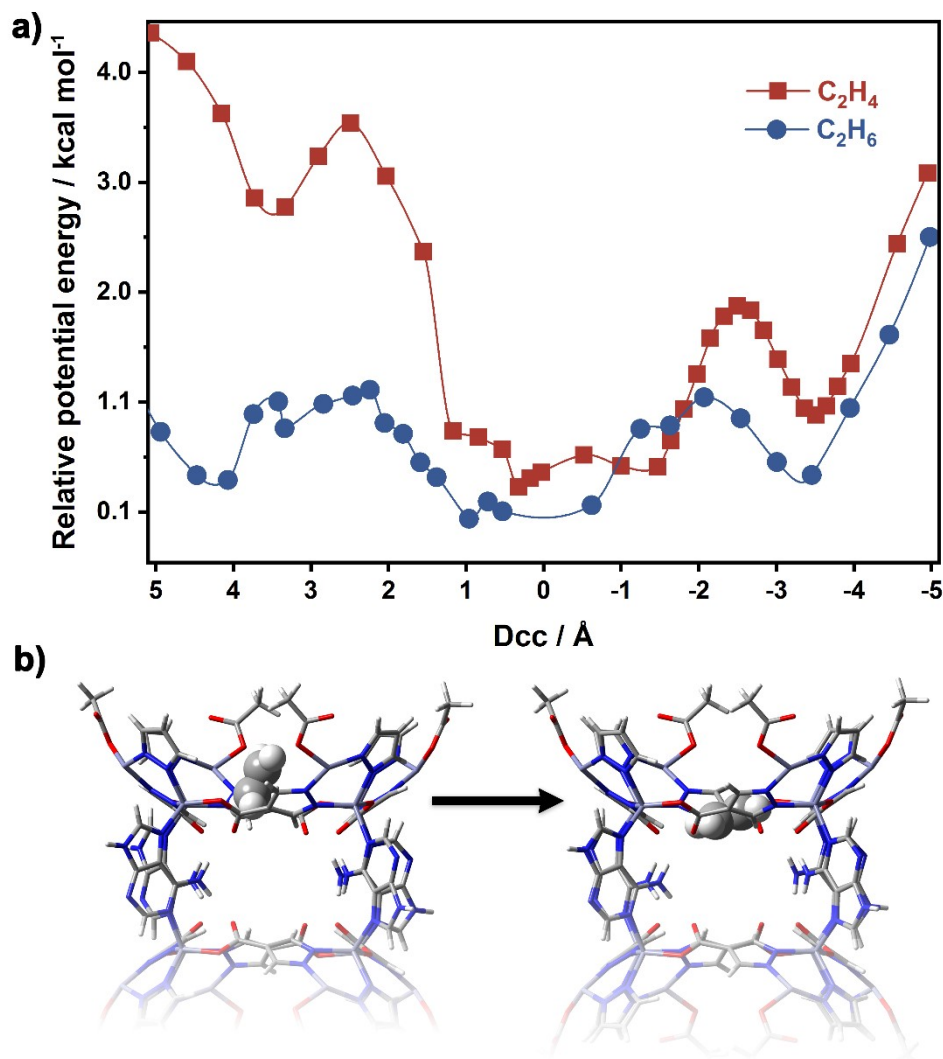 a)
Relative potential energy / kcal mol⁻¹
4.0
3.0
2.0
1.1
0.1
C₂H₄
C₂H₆
5 4 3 2 1 0 -1 -2 -3 -4 -5
Dcc / Å
b)